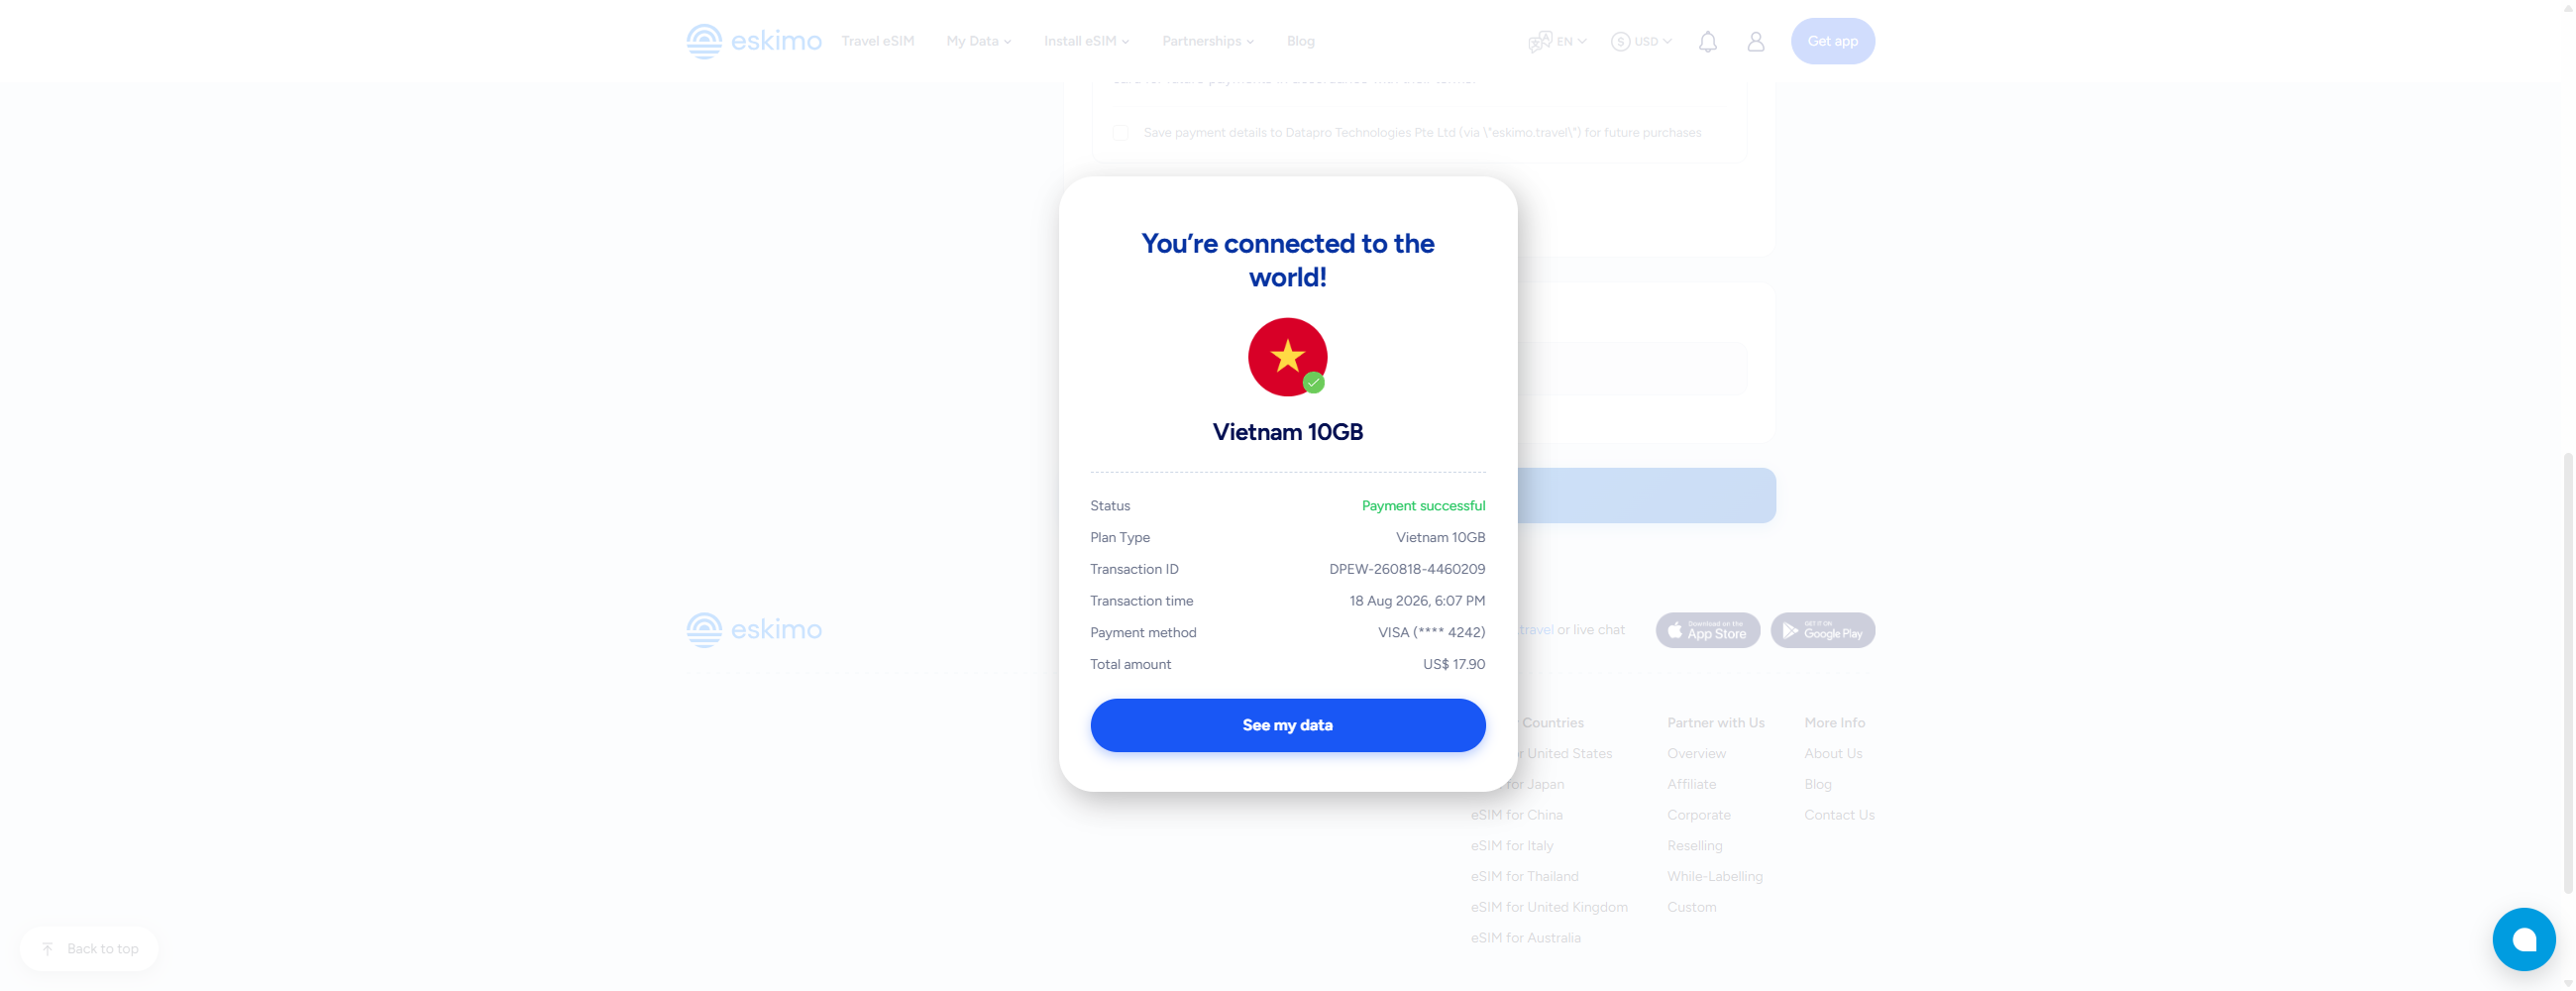 eskimo
Travel eSIM
My Data
Install eSIM
Partnerships
Blog
EN
USD
Get app
Save payment details to Datapro Technologies Pte Ltd (via \"eskimo.travel\") for future purchases
You’re connected to the
world!
Vietnam 10GB
Status Payment successful
Plan Type Vietnam 10GB
Transaction ID DPEW-260818-4460209
Transaction time 18 Aug 2026, 6:07 PM
Payment method VISA (**** 4242)
Total amount US$ 17.90
See my data
eskimo
.travel or live chat
Download on the
App Store
GET IT ON
Google Play
Countries
United States
for Japan
eSIM for China
eSIM for Italy
eSIM for Thailand
eSIM for United Kingdom
eSIM for Australia
Partner with Us
Overview
Affiliate
Corporate
Reselling
While-Labelling
Custom
More Info
About Us
Blog
Contact Us
Back to top